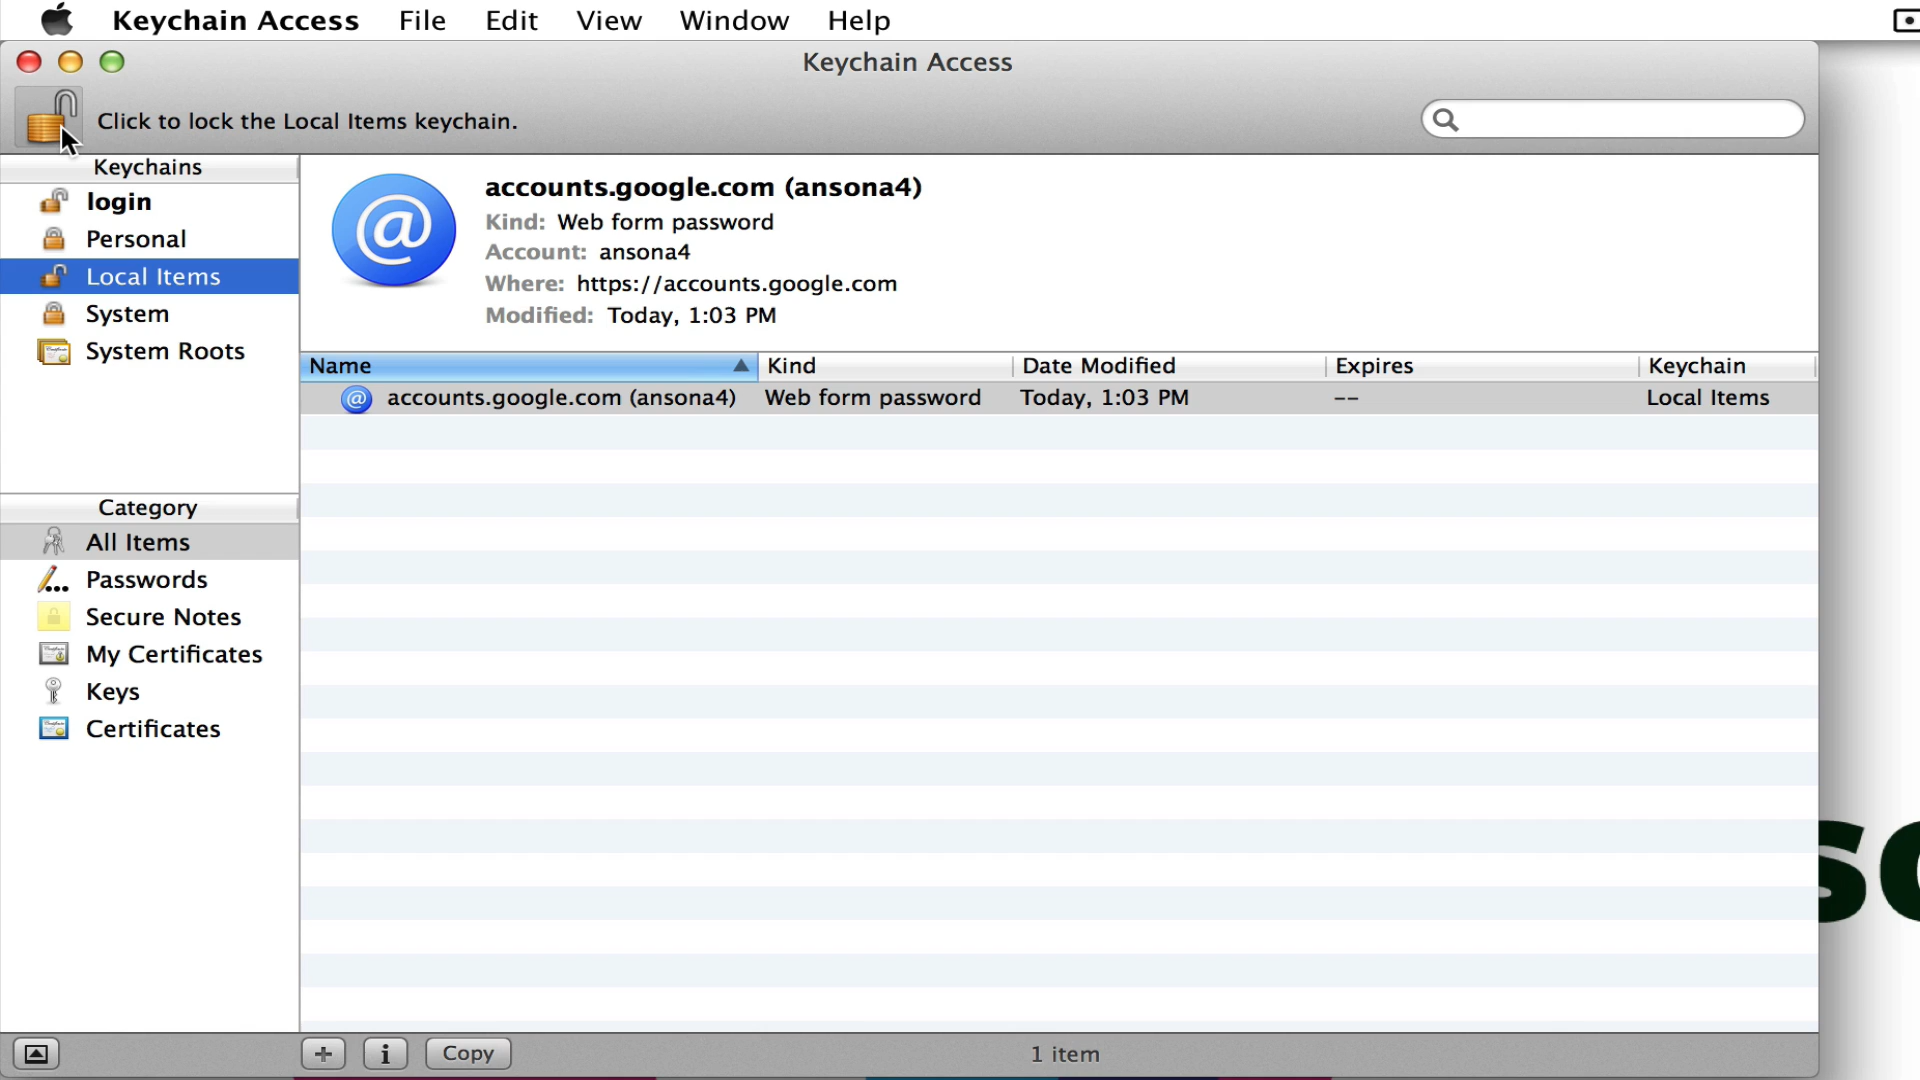 Keychain Access File Edit View Window Help
Keychain Access
Click to lock the Local Items keychain.
Keychains
login
Personal
Local Items
System
System Roots
Category
All Items
Passwords
Secure Notes
My Certificates
Keys
Certificates
accounts.google.com (ansona4)
Kind: Web form password
Account: ansona4
Where: https://accounts.google.com
Modified: Today, 1:03 PM
Name Kind Date Modified Expires Keychain
@ accounts.google.com (ansona4) Web form password Today, 1:03 PM -- Local Items
+ i Copy 1 item